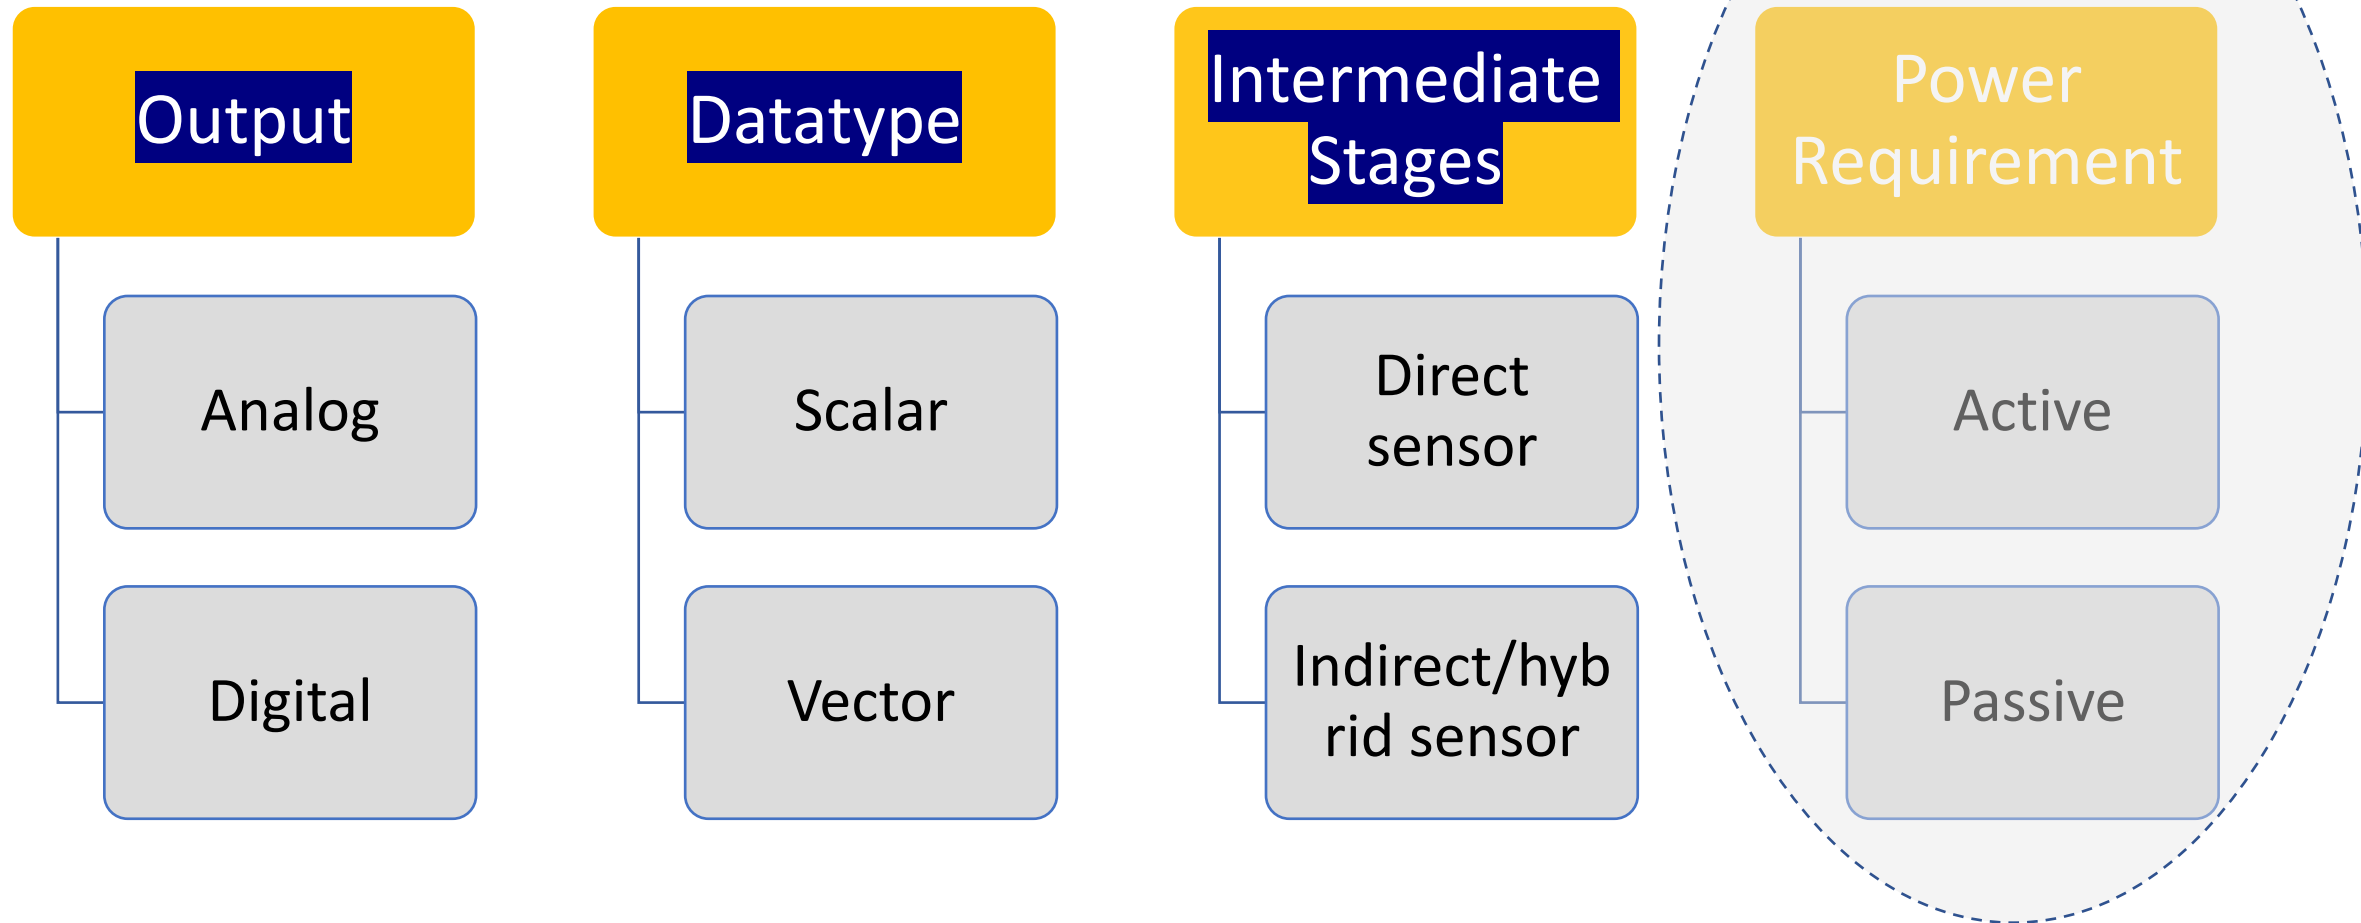 Output
Analog
Digital
Datatype
Scalar
Vector
Intermediate
Stages
Direct
sensor
Indirect/hyb
rid sensor
Power
Requirement
Active
Passive